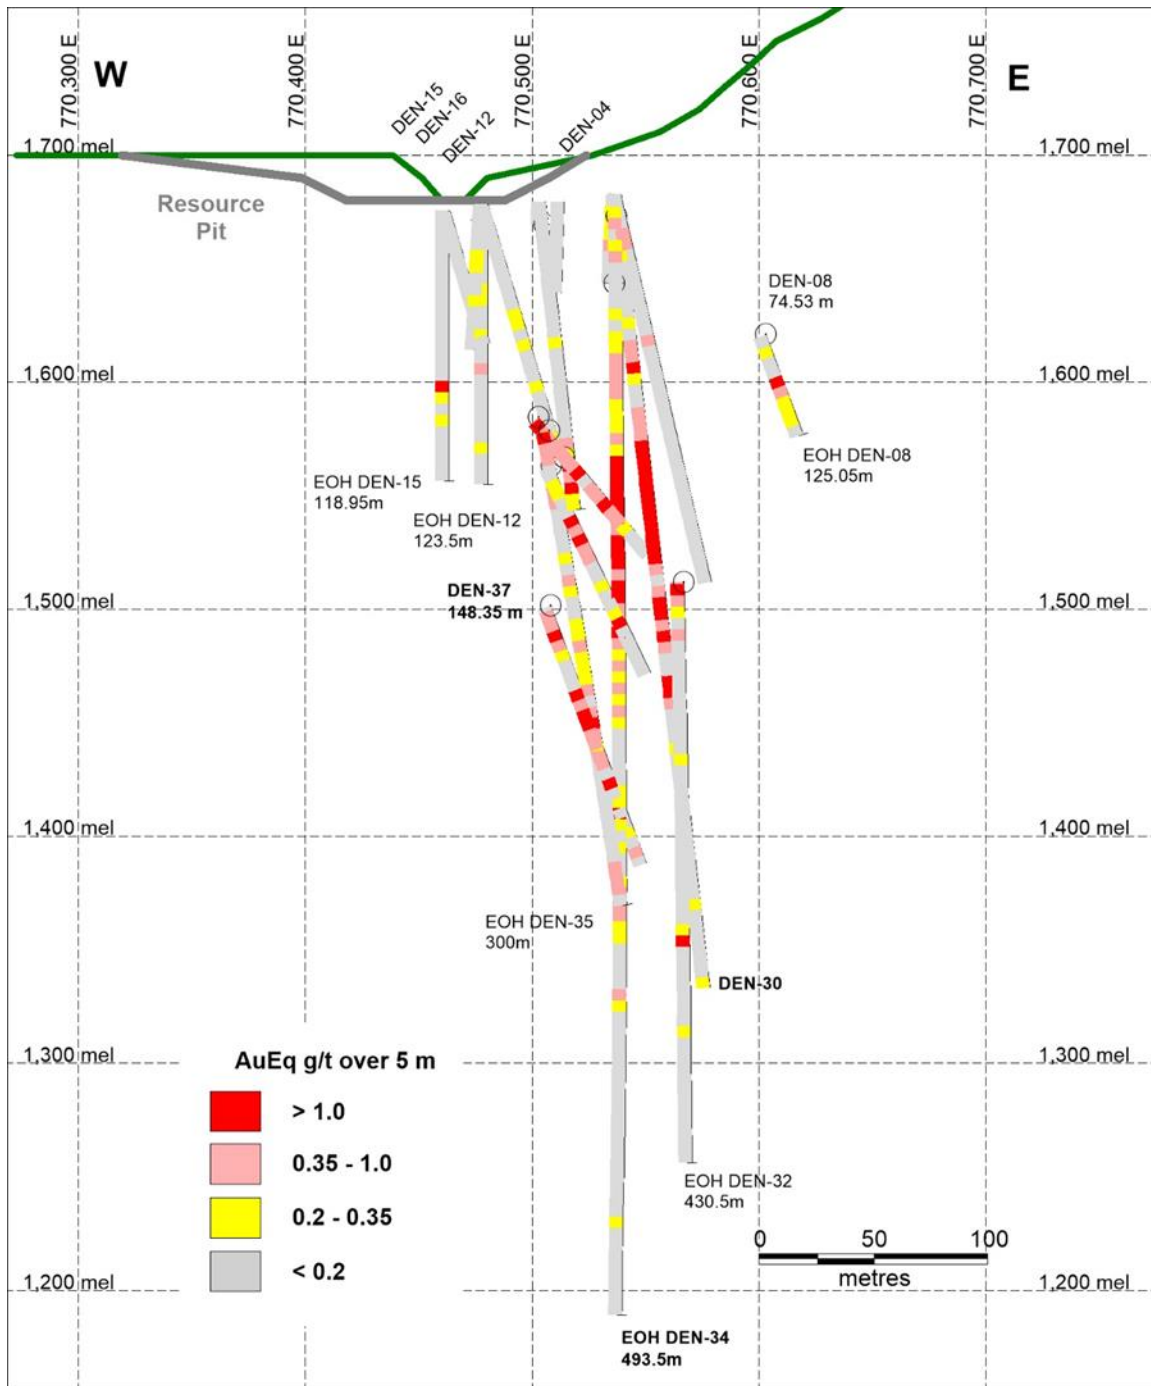 770,300 E
770,400 E
770,500 E
770,600 E
770,700 E
W
E
DEN-15
DEN-16
DEN-12
DEN-04
1,700 mel
1,700 mel
Resource
Pit
DEN-08
74.53 m
1,600 mel
1,600 mel
EOH DEN-08
125.05m
EOH DEN-15
118.95m
EOH DEN-12
123.5m
DEN-37
148.35 m
1,500 mel
1,500 mel
1,400 mel
1,400 mel
EOH DEN-35
300m
DEN-30
1,300 mel
1,300 mel
AuEq g/t over 5 m
> 1.0
0.35 - 1.0
0.2 - 0.35
< 0.2
EOH DEN-32
430.5m
0 50 100
metres
1,200 mel
1,200 mel
EOH DEN-34
493.5m